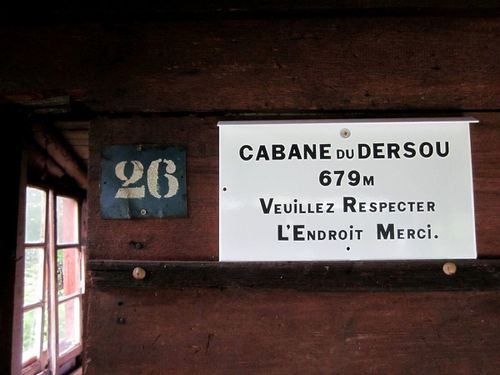 26
CABANE DU DERSOU
679M
VEUILLEZ RESPECTER
L'ENDROIT MERCI.